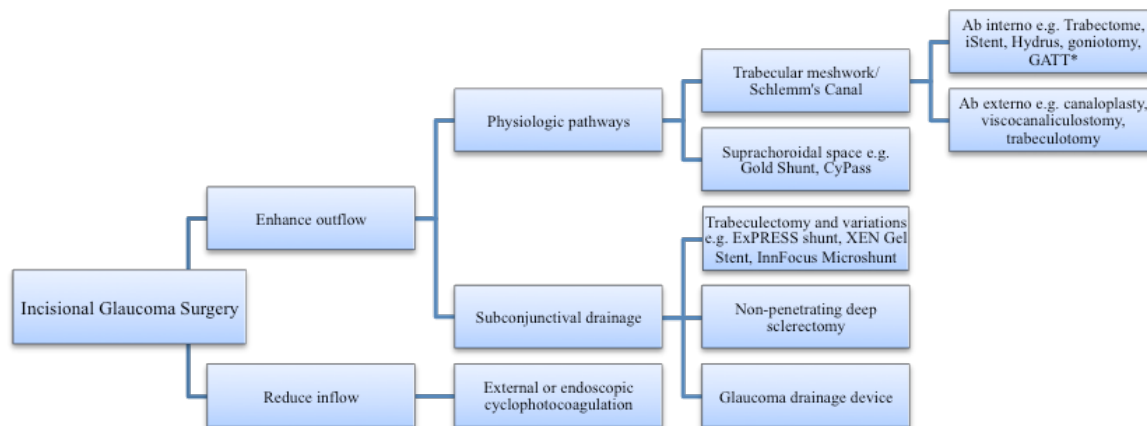 Ab interno e.g. Trabectome,
iStent, Hydrus, goniotomy,
GATT*
Trabecular meshwork/
Schlemm's Canal
Ab externo e.g. canaloplasty,
viscocanaliculostomy,
trabeculotomy
Physiologic pathways
Suprachoroidal space e.g.
Gold Shunt, CyPass
Enhance outflow
Trabeculectomy and variations
e.g. ExPRESS shunt, XEN Gel
Stent, InnFocus Microshunt
Incisional Glaucoma Surgery
Subconjunctival drainage
Non-penetrating deep
sclerectomy
Reduce inflow
External or endoscopic
cyclophotocoagulation
Glaucoma drainage device